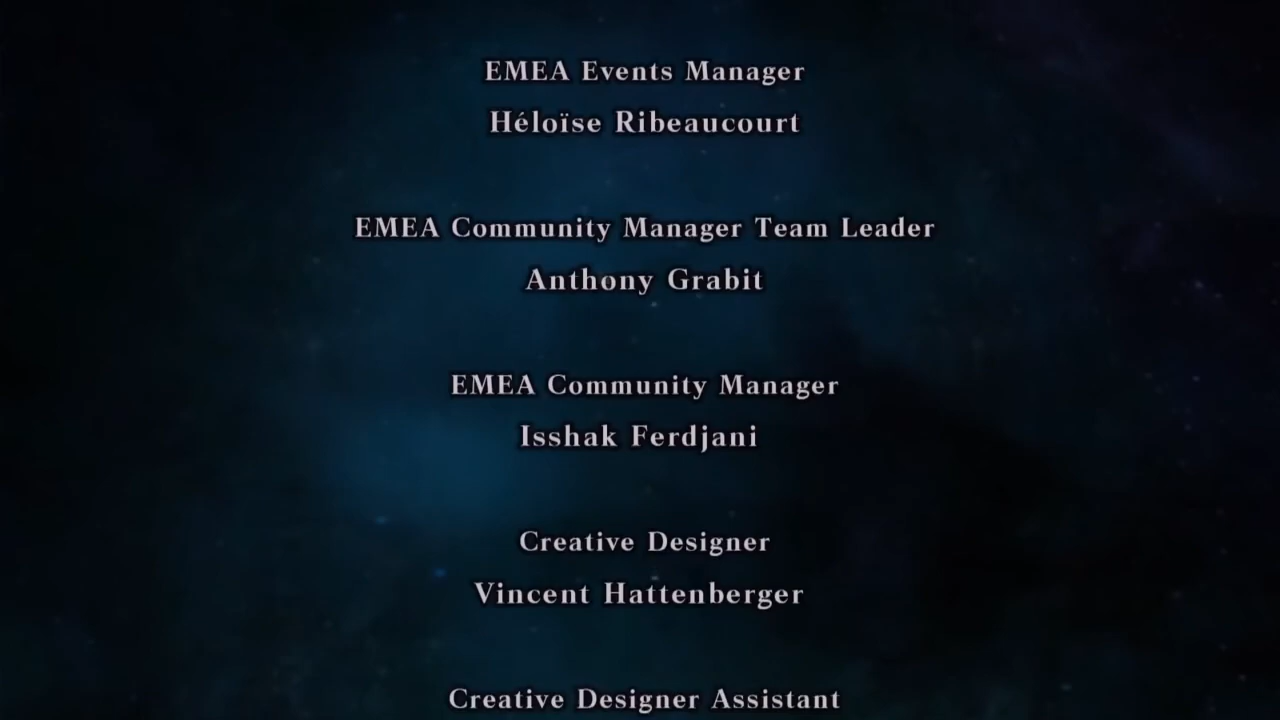 EMEA Events Manager
Héloïse Ribeaucourt
EMEA Community Manager Team Leader
Anthony Grabit
EMEA Community Manager
Isshak Ferdjani
Creative Designer
Vincent Hattenberger
Creative Designer Assistant